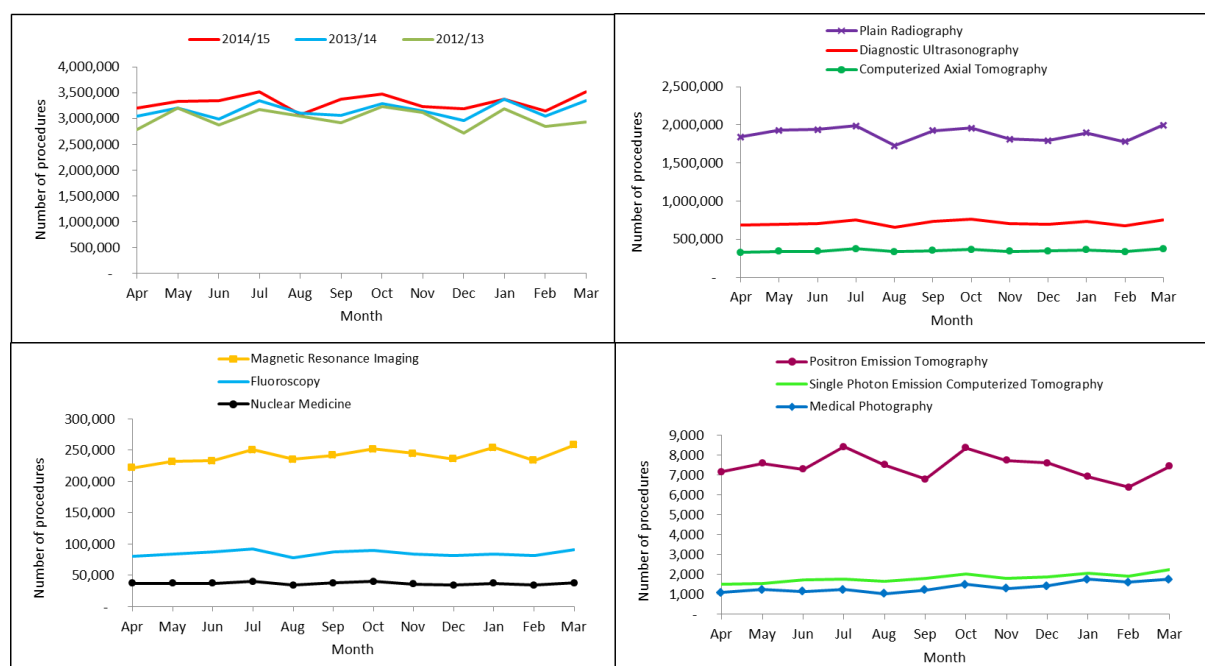 2014/15 2013/14 2012/13
4,000,000
3,500,000
3,000,000
2,500,000
2,000,000
1,500,000
1,000,000
500,000
-
Number of procedures
Apr May Jun Jul Aug Sep Oct Nov Dec Jan Feb Mar
Month
Plain Radiography
Diagnostic Ultrasonography
Computerized Axial Tomography
2,500,000
2,000,000
1,500,000
1,000,000
500,000
-
Number of procedures
Apr May Jun Jul Aug Sep Oct Nov Dec Jan Feb Mar
Month
Magnetic Resonance Imaging
Fluoroscopy
Nuclear Medicine
300,000
250,000
200,000
150,000
100,000
50,000
-
Number of procedures
Apr May Jun Jul Aug Sep Oct Nov Dec Jan Feb Mar
Month
Positron Emission Tomography
Single Photon Emission Computerized Tomography
Medical Photography
9,000
8,000
7,000
6,000
5,000
4,000
3,000
2,000
1,000
-
Number of procedures
Apr May Jun Jul Aug Sep Oct Nov Dec Jan Feb Mar
Month